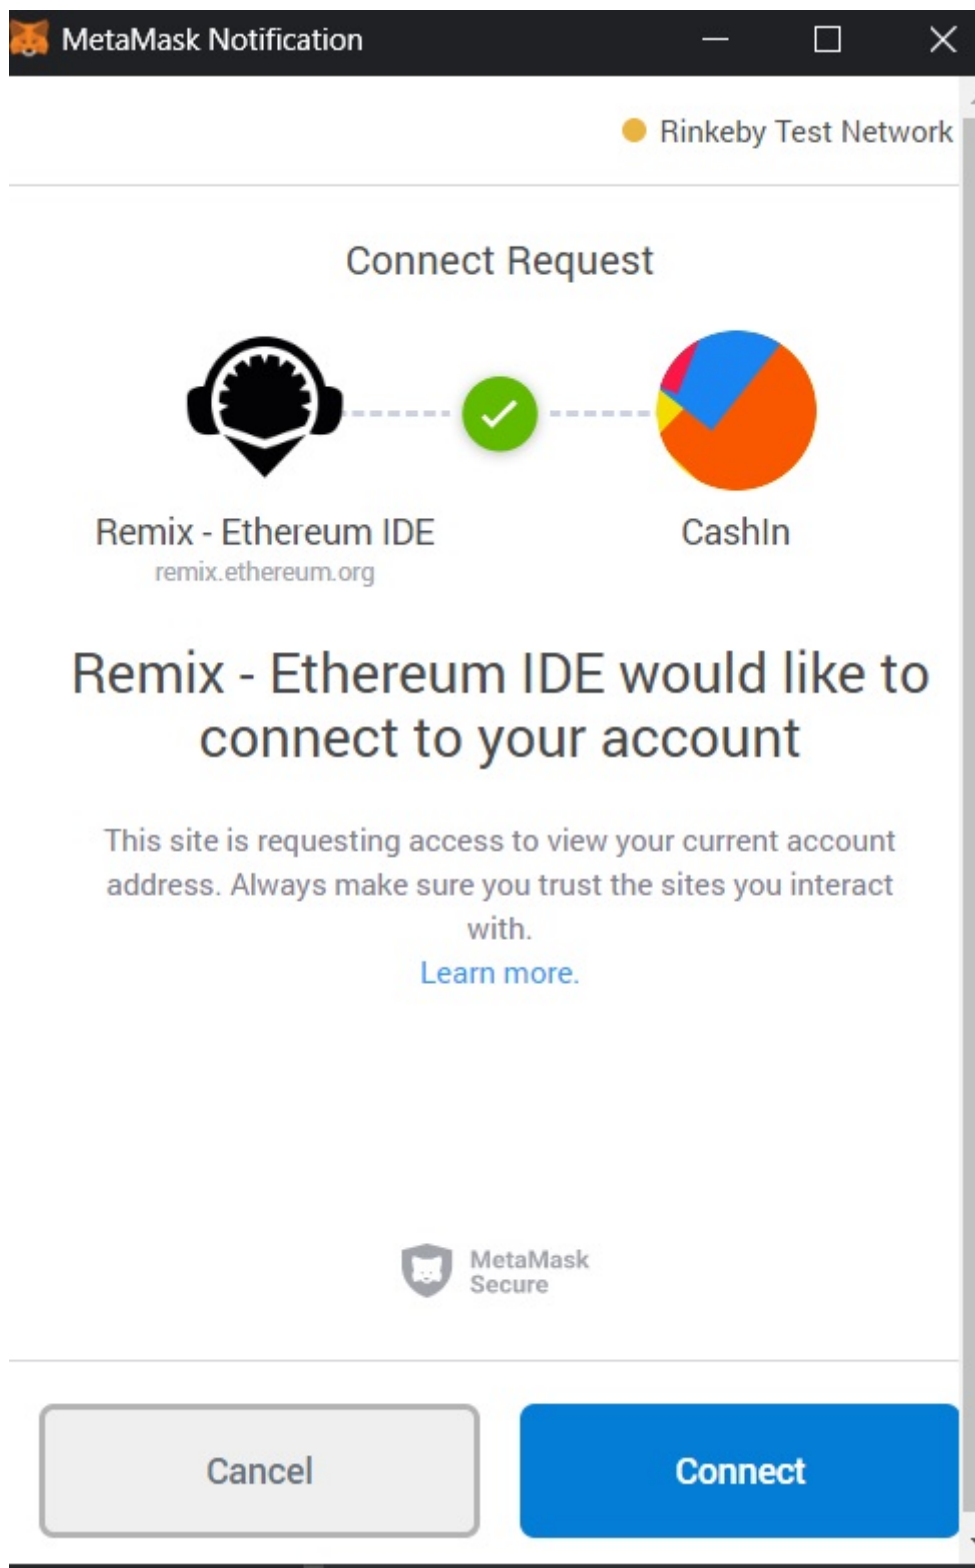 MetaMask Notification
Rinkeby Test Network
Connect Request
Remix - Ethereum IDE
remix.ethereum.org
CashIn
Remix - Ethereum IDE would like to
connect to your account
This site is requesting access to view your current account
address. Always make sure you trust the sites you interact
with.
Learn more.
MetaMask
Secure
Cancel
Connect